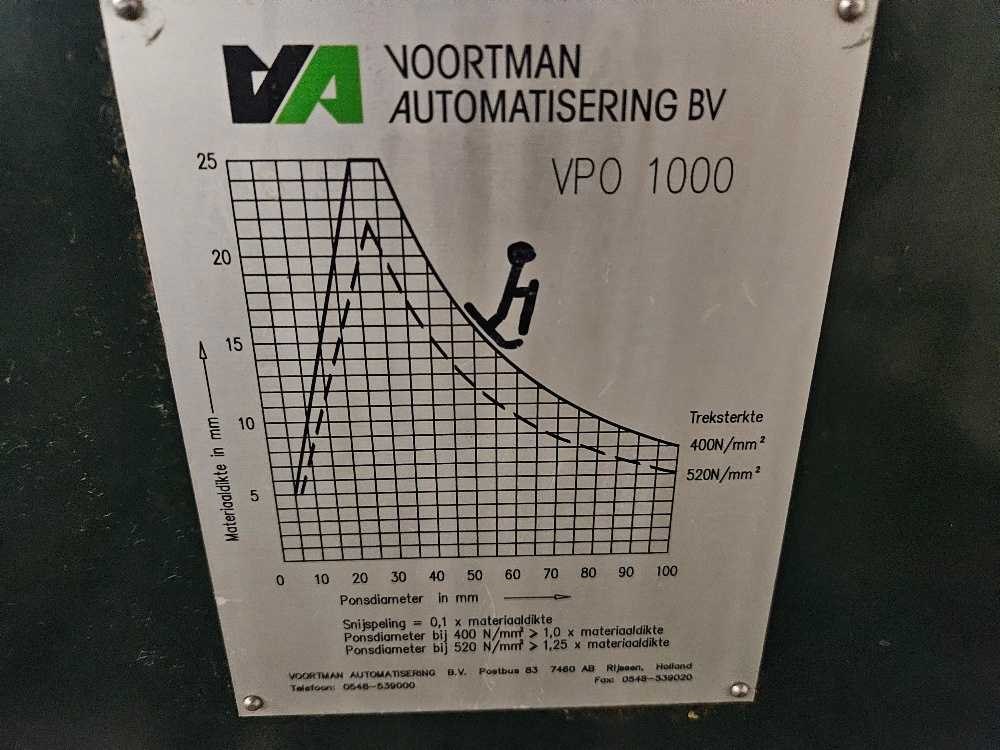 VA VOORTMAN
AUTOMATISERING BV
VPO 1000
25
20
15
10
5
Materiaaldikte in mm
Treksterkte
400N/mm²
520N/mm²
0 10 20 30 40 50 60 70 80 90 100
Ponsdiameter in mm
Snijspeling = 0,1 x materiaaldikte
Ponsdiameter bij 400 N/mm² > 1,0 x materiaaldikte
Ponsdiameter bij 520 N/mm² > 1,25 x materiaaldikte
VOORTMAN AUTOMATISERING B.V. Postbus 83 7460 AB Rijssen, Holland
Telefoon: 0548-539000 Fax: 0548-539020